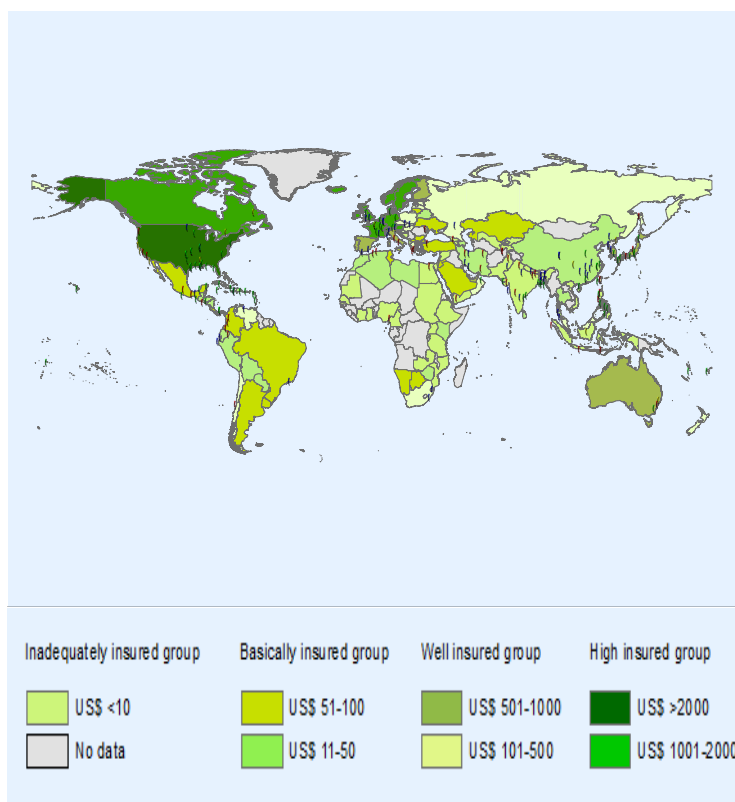 Inadequately insured group
Basically insured group
Well insured group
High insured group
US$ <10
US$ 51-100
US$ 501-1000
US$ >2000
No data
US$ 11-50
US$ 101-500
US$ 1001-2000